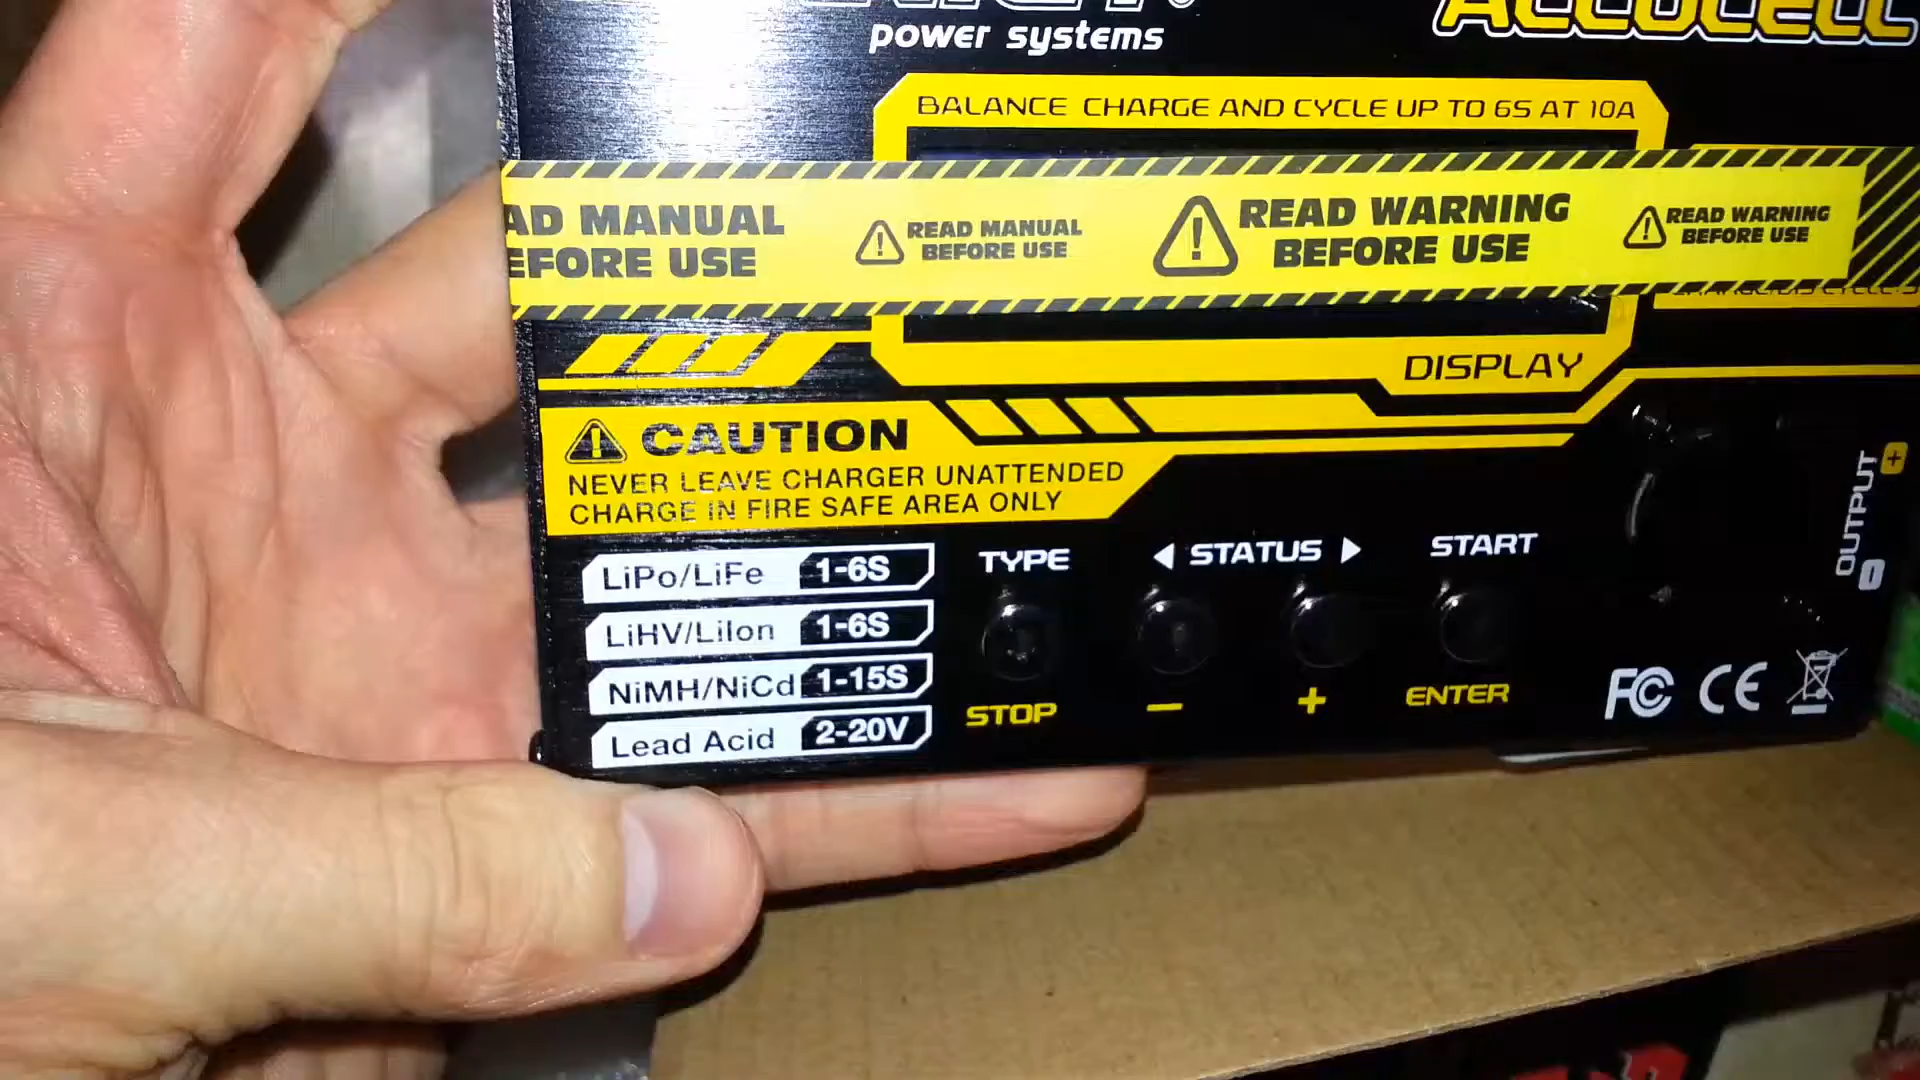 power systems
ACCUCELL
BALANCE CHARGE AND CYCLE UP TO 6S AT 10A
AD MANUAL
EFORE USE
READ MANUAL
BEFORE USE
READ WARNING
BEFORE USE
READ WARNING
BEFORE USE
DISPLAY
CAUTION
NEVER LEAVE CHARGER UNATTENDED
CHARGE IN FIRE SAFE AREA ONLY
LiPo/LiFe 1-6S
LiHV/LiIon 1-6S
NiMH/NiCd 1-15S
Lead Acid 2-20V
TYPE
STATUS
START
STOP
-
+
ENTER
OUTPUT
+
-
FC CE